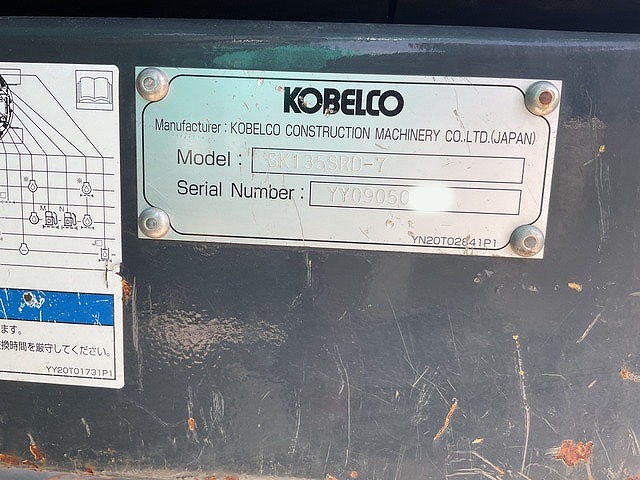 KOBELCO
Manufacturer : KOBELCO CONSTRUCTION MACHINERY CO.,LTD.(JAPAN)
Model : SK135SRD-7
Serial Number : YY09050
YN20T02841P1
M N
ます。
換時間を厳守してください。
YY20T01731P1